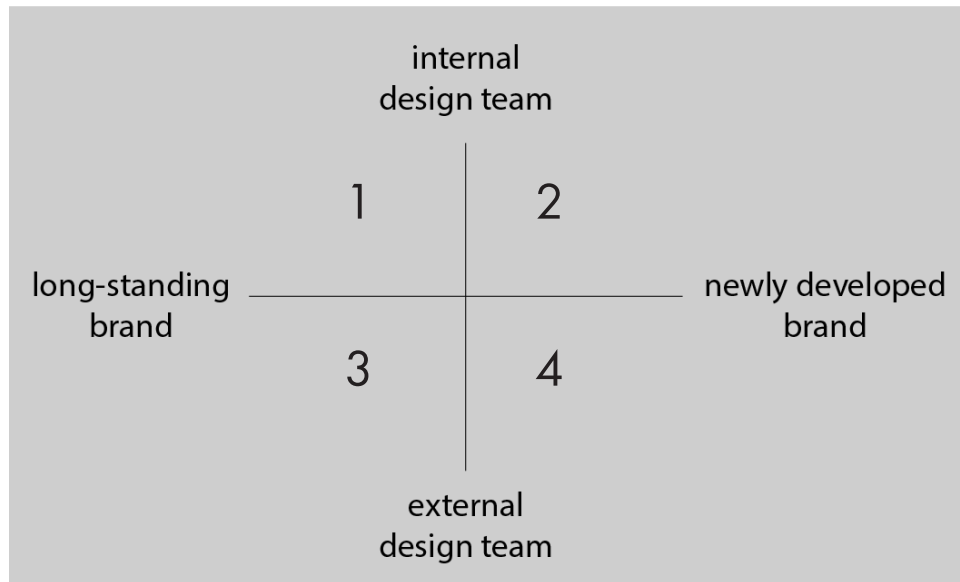 internal
design team
1 2
long-standing
brand
newly developed
brand
3 4
external
design team